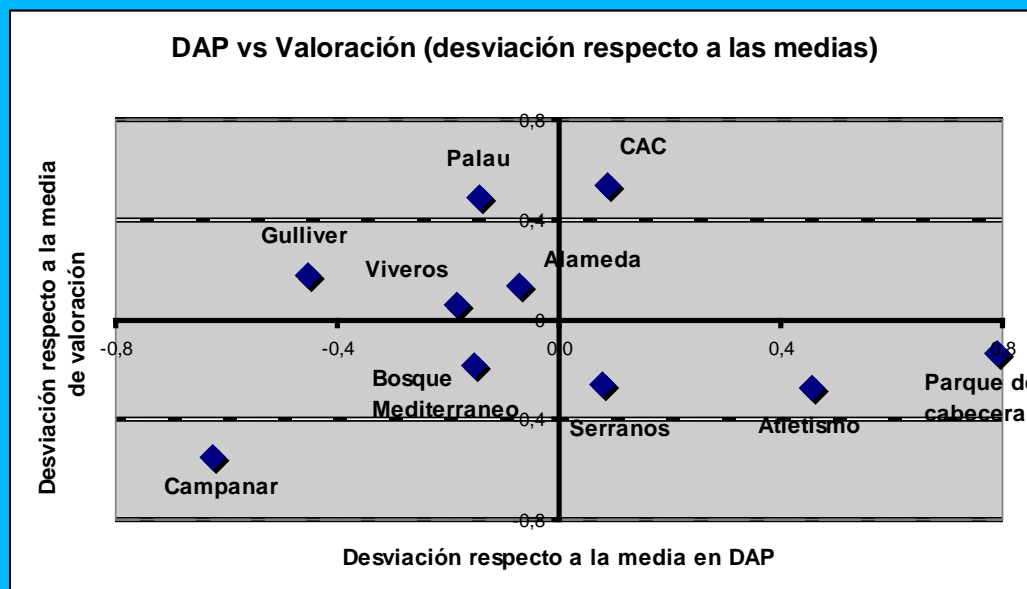 DAP vs Valoración (desviación respecto a las medias)
0,8
CAC
Palau
0,4
Gulliver
Alameda
Viveros
0
-0,8
-0,4
0,0
0,4
0,8
Bosque
Mediterraneo
Parque de
cabecera
-0,4
Serranos
Atletismo
Campanar
-0,8
Desviación respecto a la media
de valoración
Desviación respecto a la media en DAP